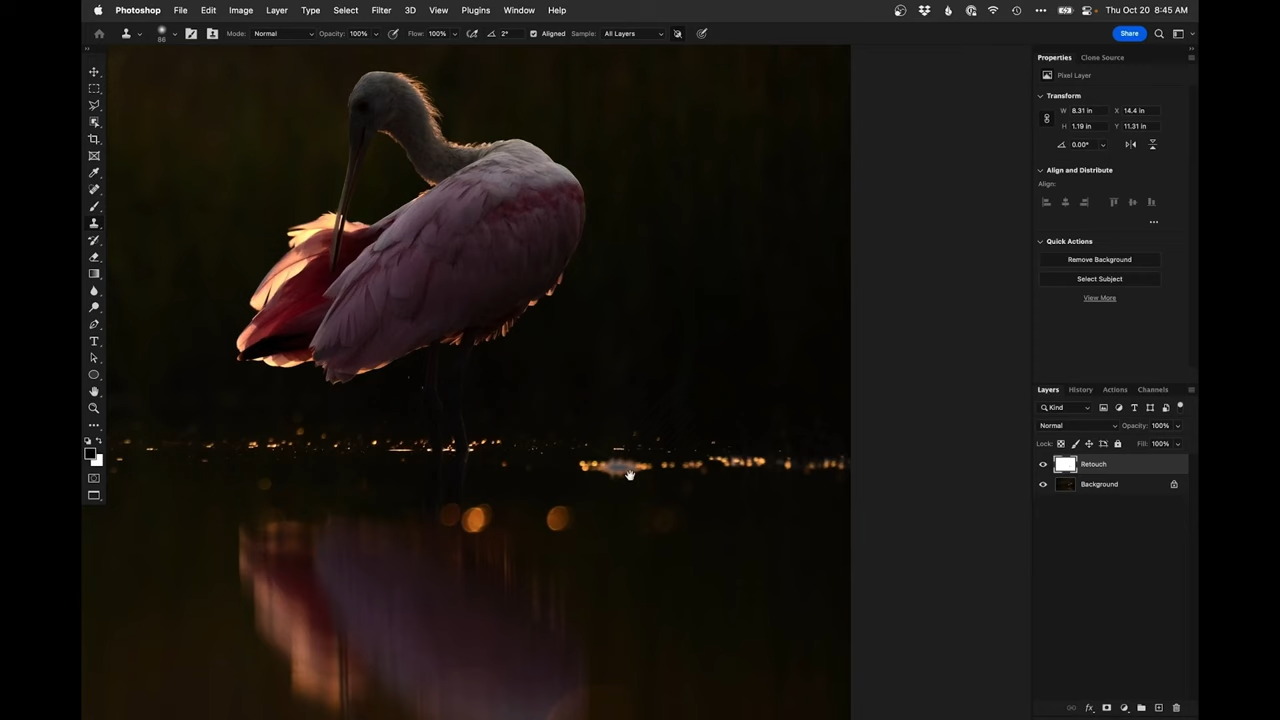 Photoshop File Edit Image Layer Type Select Filter 3D View Plugins Window Help Thu Oct 20 8:45 AM
86 Mode: Normal Opacity: 100% Flow: 100% 2° Aligned Sample: All Layers Share
Properties Clone Source
Pixel Layer
Transform
W 8.31 in X 14.4 in
H 1.19 in Y 11.31 in
0.00°
Align and Distribute
Align:
Quick Actions
Remove Background
Select Subject
View More
Layers History Actions Channels
Kind
Normal Opacity: 100%
Lock: Fill: 100%
Retouch
Background
fx